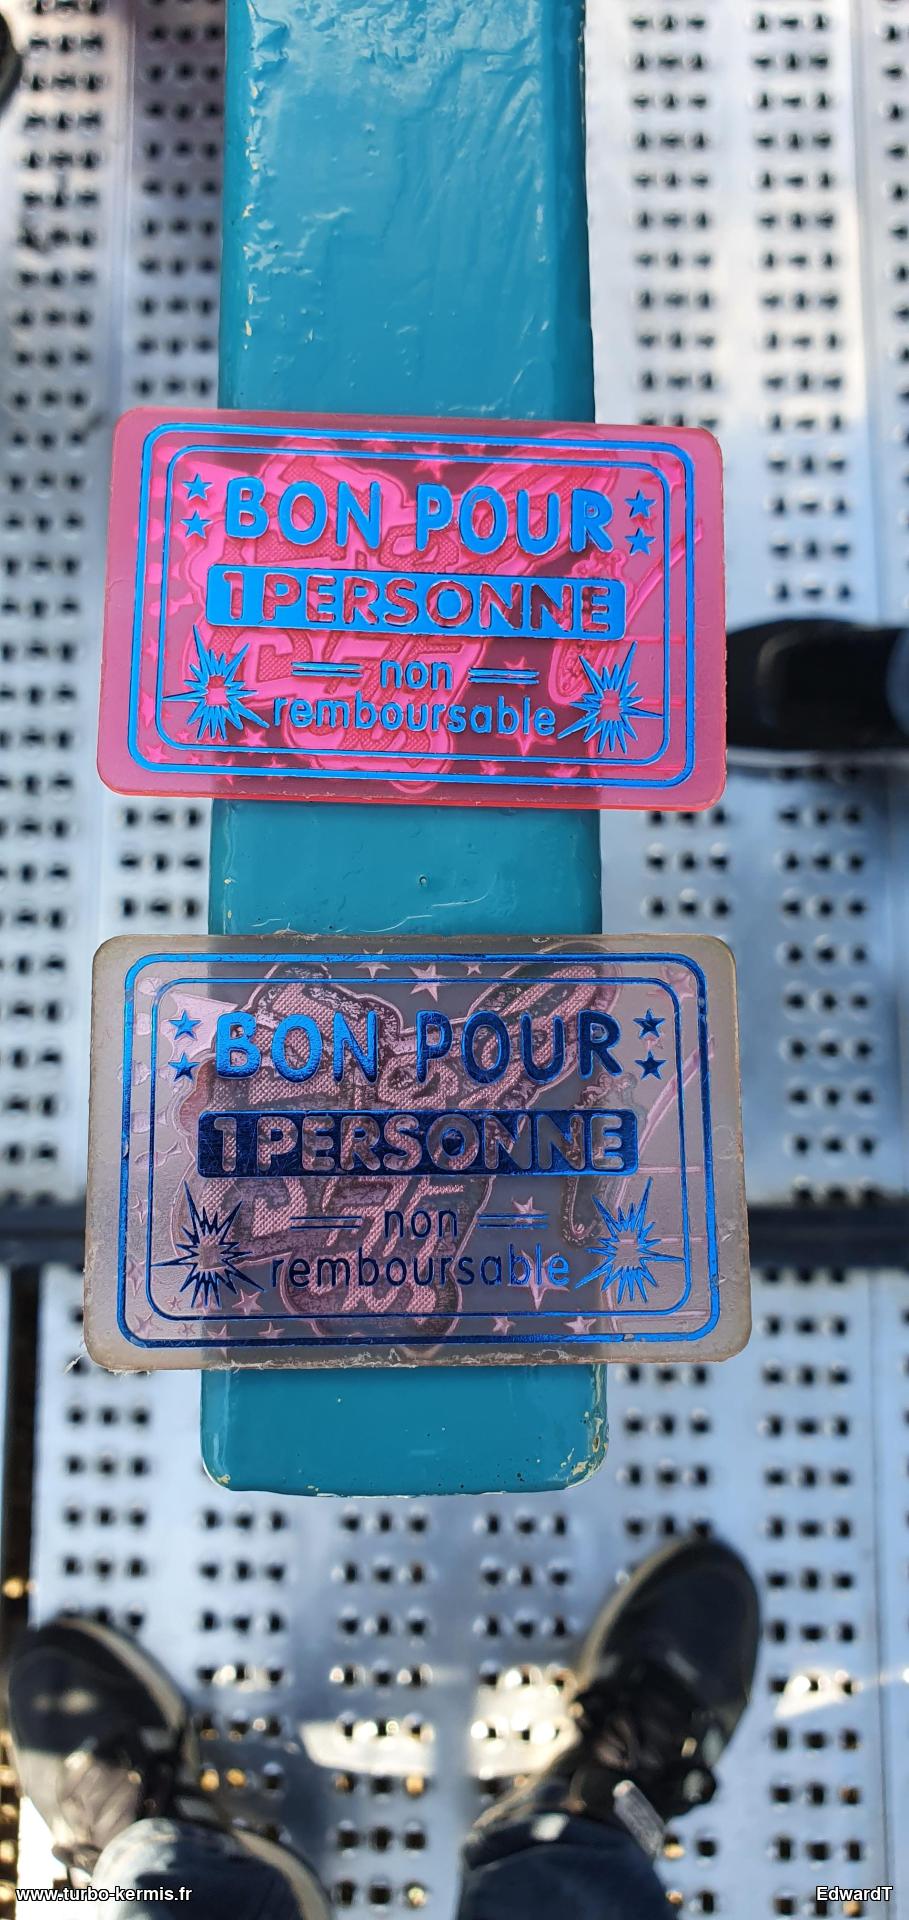 BON POUR
1 PERSONNE
non
remboursable
BON POUR
1 PERSONNE
non
remboursable
www.turbo-kermis.fr
EdwardT